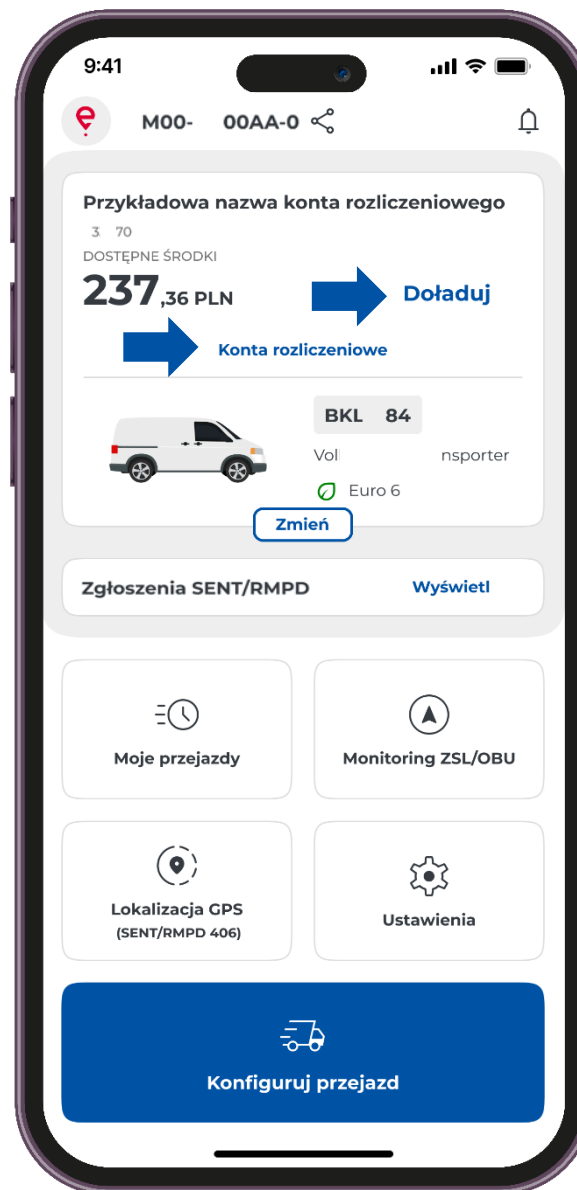 9:41
M00- 00AA-0
Przykładowa nazwa konta rozliczeniowego
3 70
DOSTĘPNE ŚRODKI
237,36 PLN
Doładuj
Konta rozliczeniowe
BKL 84
Vol nsporter
Euro 6
Zmień
Zgłoszenia SENT/RMPD
Wyświetl
Moje przejazdy
Monitoring ZSL/OBU
Lokalizacja GPS
(SENT/RMPD 406)
Ustawienia
Konfiguruj przejazd